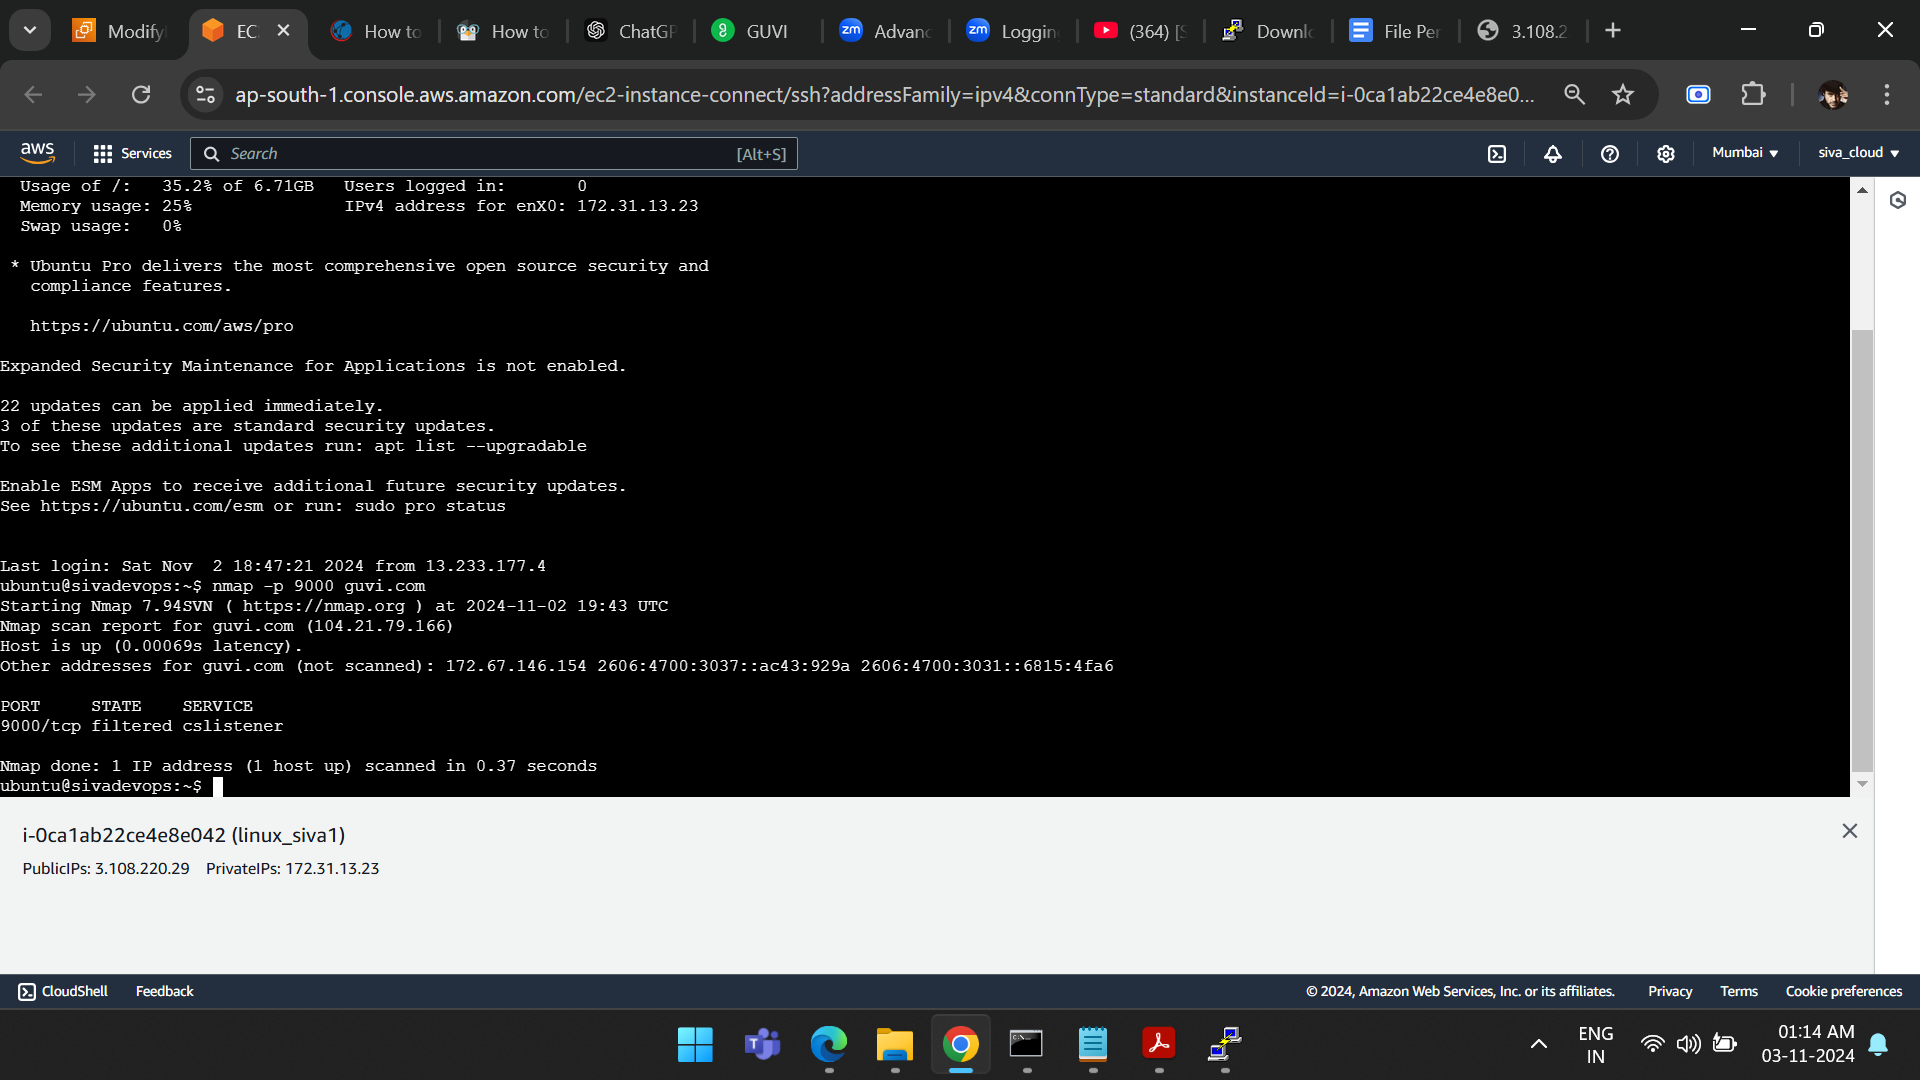 Modify
EC
How to
How to
ChatGP
GUVI
Advanc
Loggin
(364) [S
Downlo
File Per
3.108.2
ap-south-1.console.aws.amazon.com/ec2-instance-connect/ssh?addressFamily=ipv4&connType=standard&instanceId=i-0ca1ab22ce4e8e0...
aws
Services
Search
[Alt+S]
Mumbai
siva_cloud
Usage of /: 35.2% of 6.71GB Users logged in: 0
Memory usage: 25% IPv4 address for enX0: 172.31.13.23
Swap usage: 0%
* Ubuntu Pro delivers the most comprehensive open source security and
compliance features.
https://ubuntu.com/aws/pro
Expanded Security Maintenance for Applications is not enabled.
22 updates can be applied immediately.
3 of these updates are standard security updates.
To see these additional updates run: apt list --upgradable
Enable ESM Apps to receive additional future security updates.
See https://ubuntu.com/esm or run: sudo pro status
Last login: Sat Nov 2 18:47:21 2024 from 13.233.177.4
ubuntu@sivadevops:~$ nmap -p 9000 guvi.com
Starting Nmap 7.94SVN ( https://nmap.org ) at 2024-11-02 19:43 UTC
Nmap scan report for guvi.com (104.21.79.166)
Host is up (0.00069s latency).
Other addresses for guvi.com (not scanned): 172.67.146.154 2606:4700:3037::ac43:929a 2606:4700:3031::6815:4fa6
PORT STATE SERVICE
9000/tcp filtered cslistener
Nmap done: 1 IP address (1 host up) scanned in 0.37 seconds
ubuntu@sivadevops:~$
i-0ca1ab22ce4e8e042 (linux_siva1)
PublicIPs: 3.108.220.29 PrivateIPs: 172.31.13.23
CloudShell
Feedback
© 2024, Amazon Web Services, Inc. or its affiliates.
Privacy
Terms
Cookie preferences
ENG
IN
01:14 AM
03-11-2024